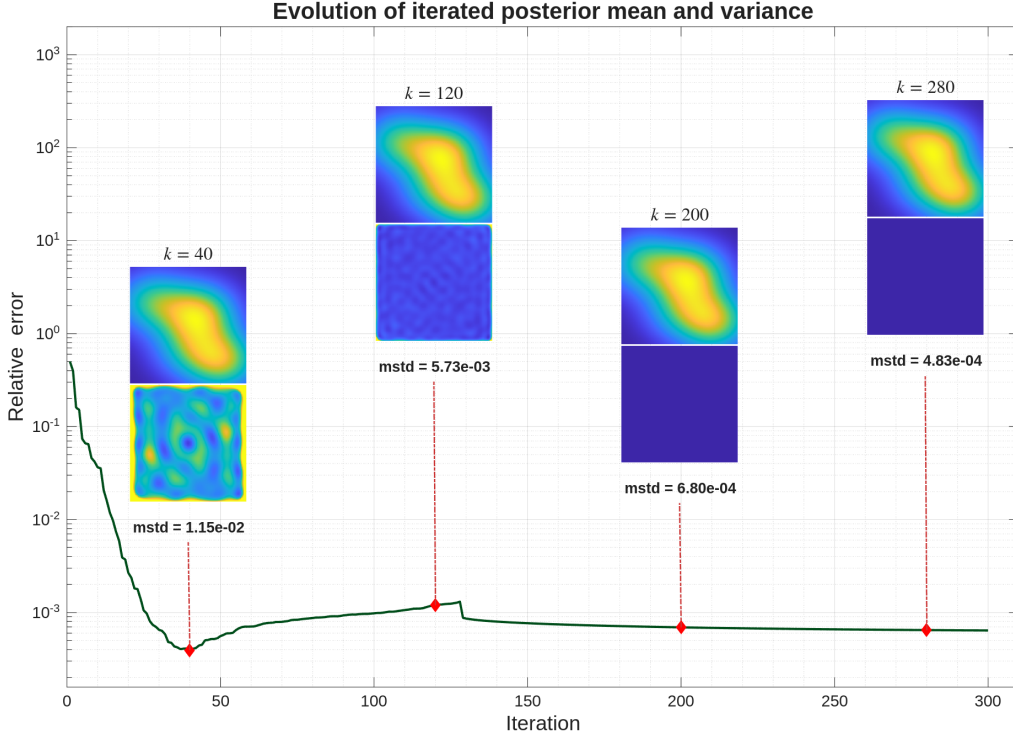 Evolution of iterated posterior mean and variance
Relative error
10^3
10^2
10^1
10^0
10^-1
10^-2
10^-3
k = 40
mstd = 1.15e-02
k = 120
mstd = 5.73e-03
k = 200
mstd = 6.80e-04
k = 280
mstd = 4.83e-04
0 50 100 150 200 250 300
Iteration